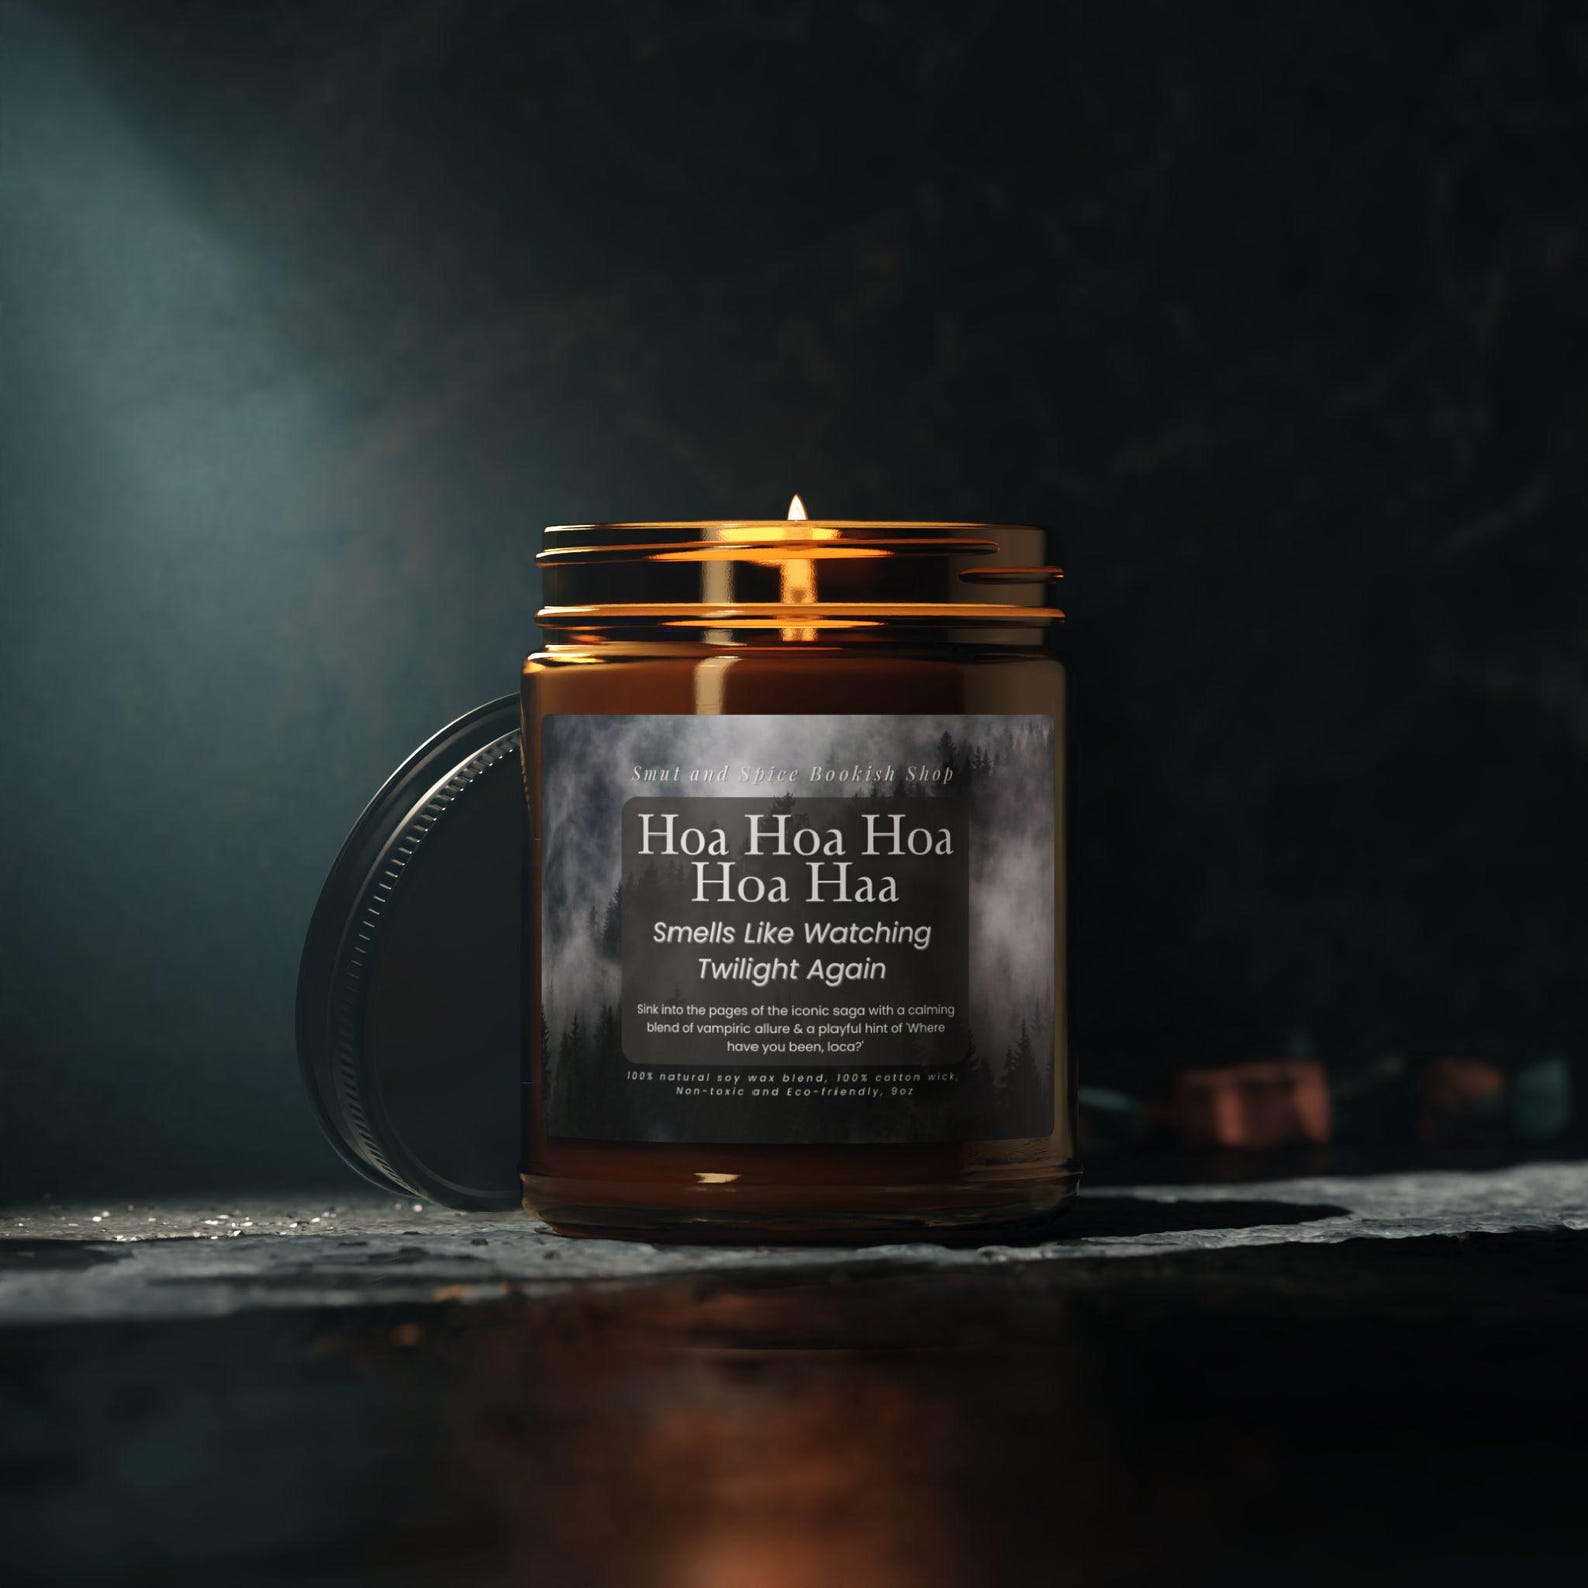 Smut and Spice Bookish Shop
Hoa Hoa Hoa
Hoa Haa
Smells Like Watching
Twilight Again
Sink into the pages of the iconic saga with a calming
blend of vampiric allure & a playful hint of 'Where
have you been, loca?'
100% natural soy wax blend, 100% cotton wick,
Non-toxic and Eco-friendly, 9oz